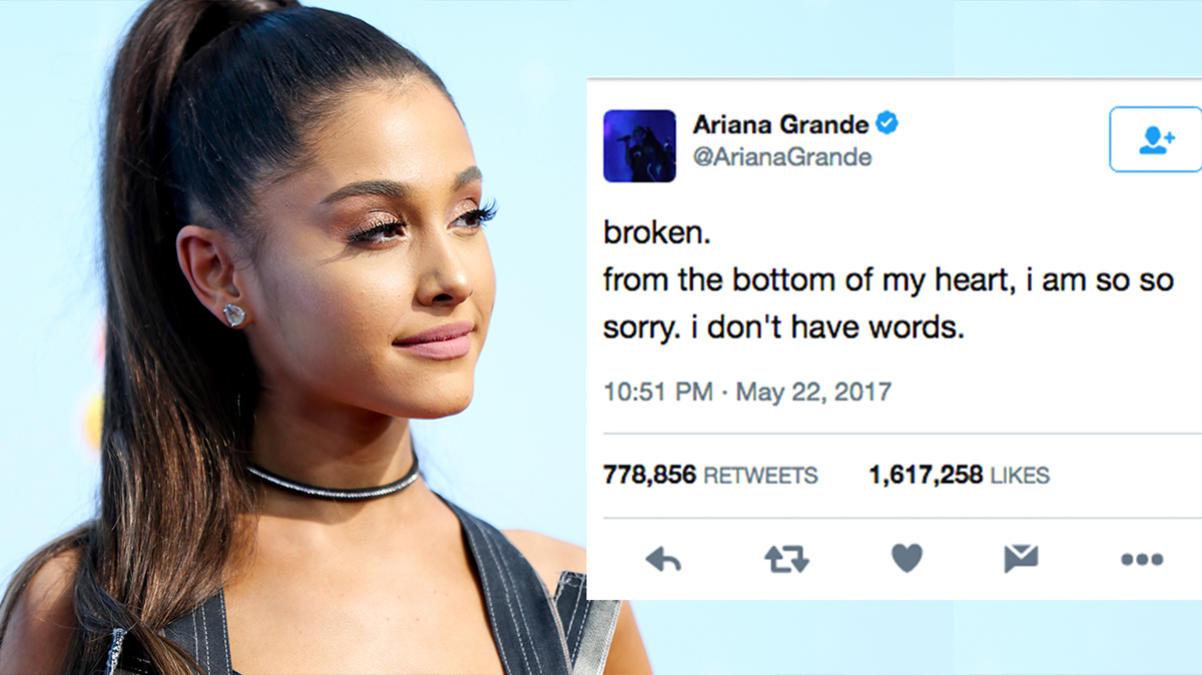 Ariana Grande
@ArianaGrande
broken.
from the bottom of my heart, i am so so
sorry. i don't have words.
10:51 PM · May 22, 2017
778,856 RETWEETS 1,617,258 LIKES